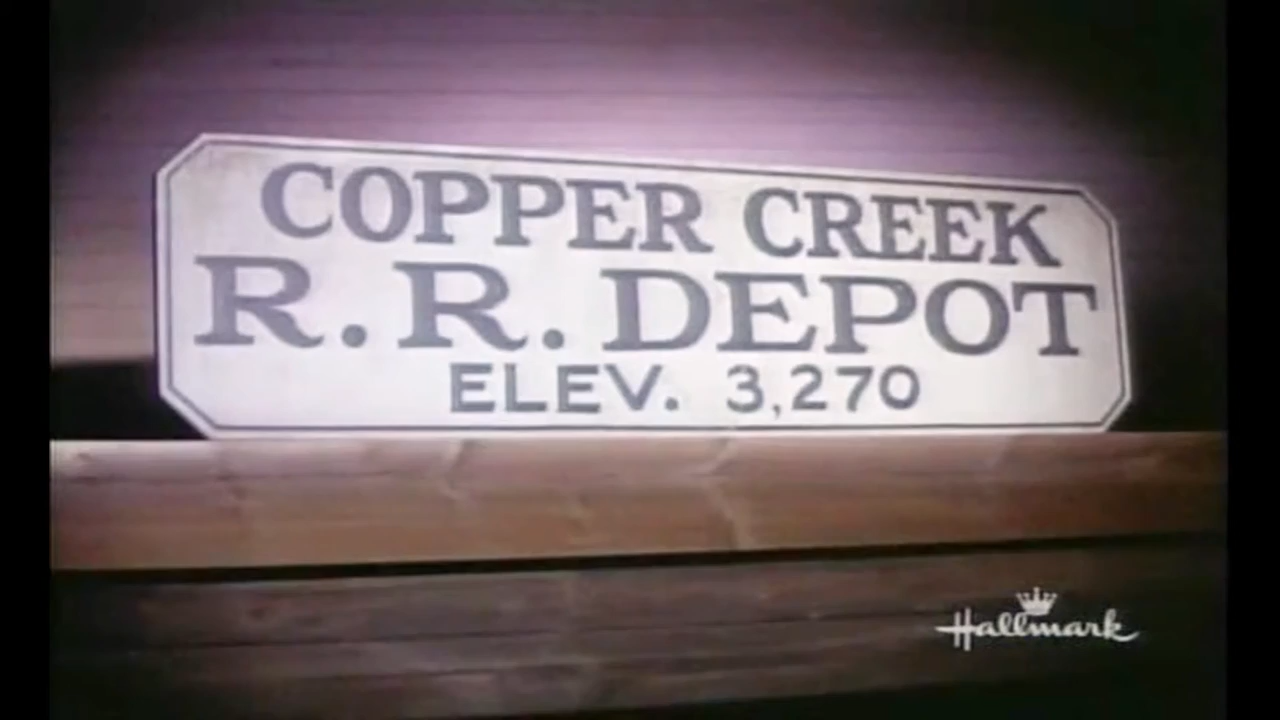 COPPER CREEK
R. R. DEPOT
ELEV. 3,270
Hallmark